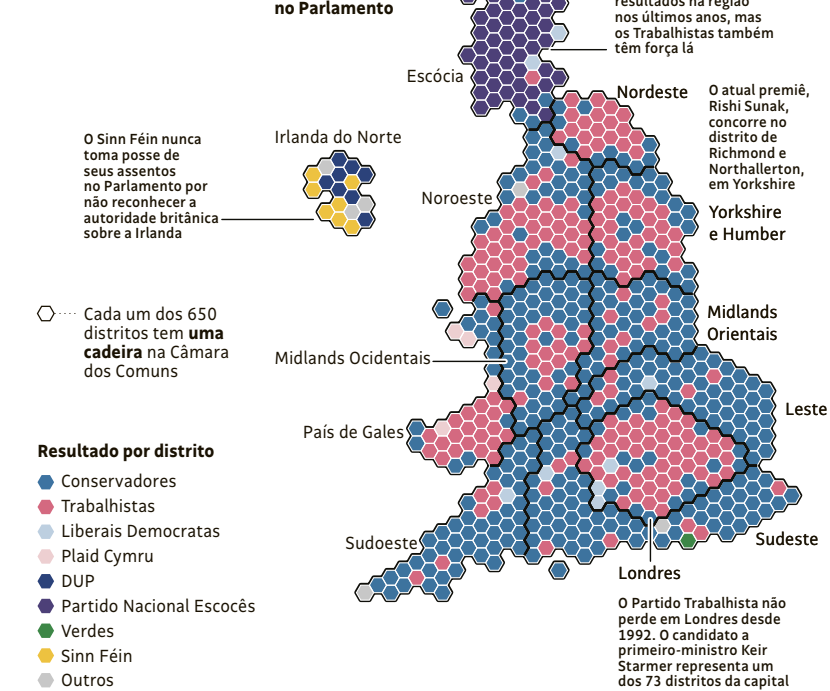 no Parlamento
resultados na região
nos últimos anos, mas
os Trabalhistas também
têm força lá
Escócia
Nordeste
O atual premiê,
Rishi Sunak,
concorre no
distrito de
Richmond e
Northallerton,
em Yorkshire
Irlanda do Norte
O Sinn Féin nunca
toma posse de
seus assentos
no Parlamento por
não reconhecer a
autoridade britânica
sobre a Irlanda
Noroeste
Yorkshire
e Humber
Cada um dos 650
distritos tem uma
cadeira na Câmara
dos Comuns
Midlands
Orientais
Midlands Ocidentais
Leste
País de Gales
Resultado por distrito
Conservadores
Trabalhistas
Liberais Democratas
Plaid Cymru
DUP
Partido Nacional Escocês
Verdes
Sinn Féin
Outros
Sudoeste
Sudeste
Londres
O Partido Trabalhista não
perde em Londres desde
1992. O candidato a
primeiro-ministro Keir
Starmer representa um
dos 73 distritos da capital